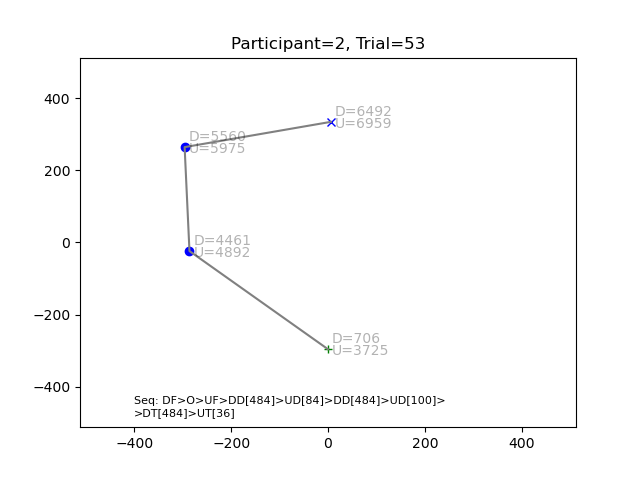 Participant=2, Trial=53
400
200
0
−200
−400
D=6492
U=6959
D=5560
U=5975
D=4461
U=4892
D=706
U=3725
Seq: DF>O>UF>DD[484]>UD[84]>DD[484]>UD[100]>
>DT[484]>UT[36]
−400 −200 0 200 400